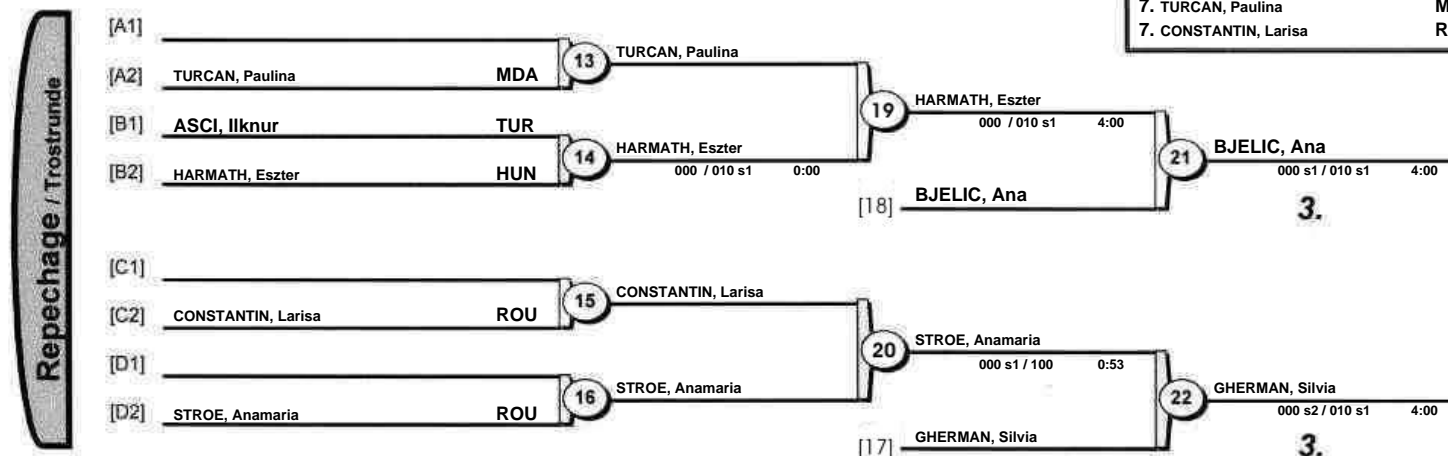 7. TURCAN, Paulina M
7. CONSTANTIN, Larisa R
Repechage / Trostrunde
[A1]
[A2] TURCAN, Paulina MDA
13
TURCAN, Paulina
[B1] ASCI, Ilknur TUR
[B2] HARMATH, Eszter HUN
14
HARMATH, Eszter
000 / 010 s1 0:00
19
HARMATH, Eszter
000 / 010 s1 4:00
[18] BJELIC, Ana
21
BJELIC, Ana
000 s1 / 010 s1 4:00
3.
[C1]
[C2] CONSTANTIN, Larisa ROU
15
CONSTANTIN, Larisa
[D1]
[D2] STROE, Anamaria ROU
16
STROE, Anamaria
20
STROE, Anamaria
000 s1 / 100 0:53
[17] GHERMAN, Silvia
22
GHERMAN, Silvia
000 s2 / 010 s1 4:00
3.